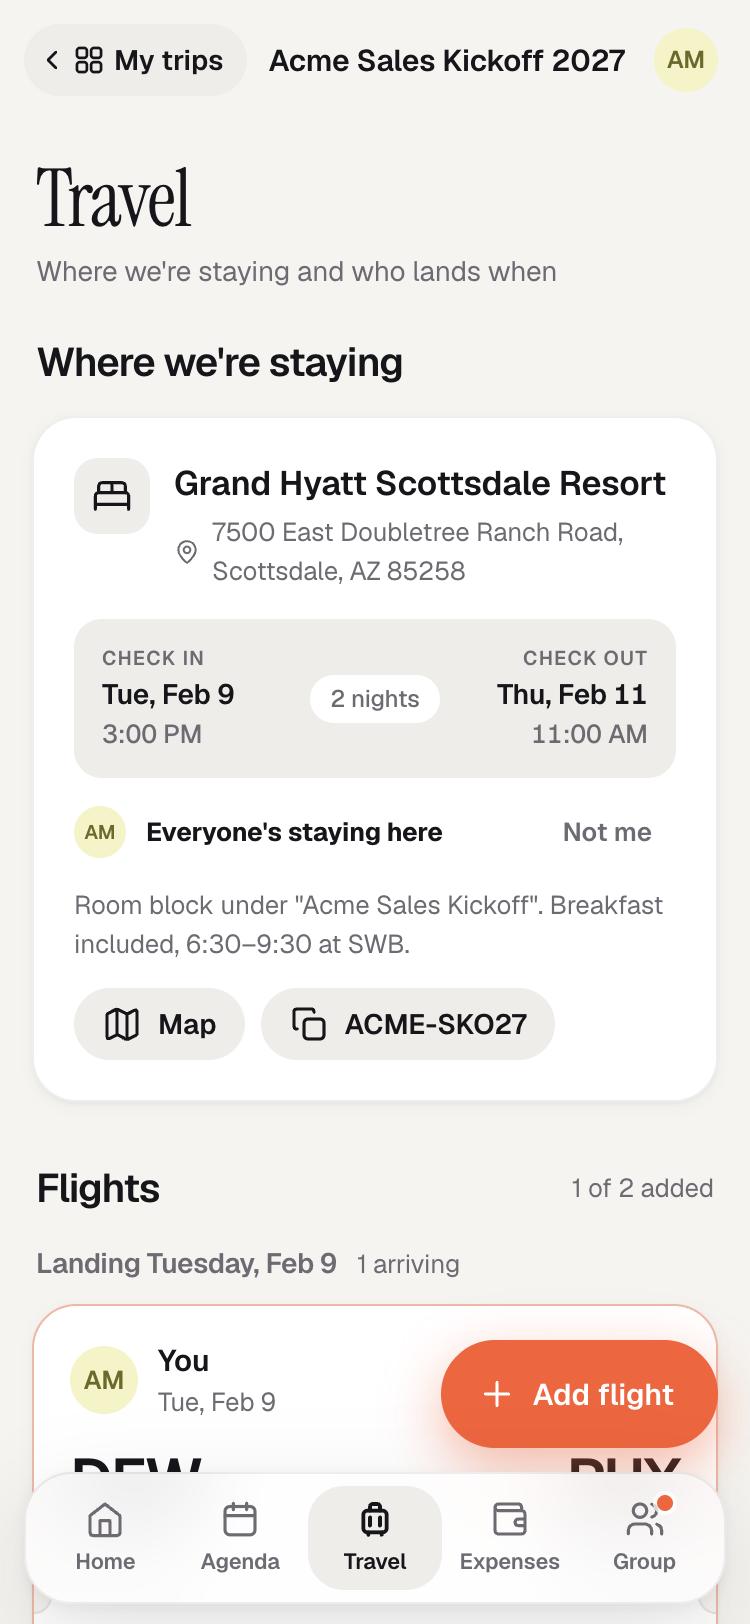 My trips
Acme Sales Kickoff 2027
AM
Travel
Where we're staying and who lands when
Where we're staying
Grand Hyatt Scottsdale Resort
7500 East Doubletree Ranch Road,
Scottsdale, AZ 85258
CHECK IN
Tue, Feb 9
3:00 PM
2 nights
CHECK OUT
Thu, Feb 11
11:00 AM
AM
Everyone's staying here
Not me
Room block under "Acme Sales Kickoff". Breakfast
included, 6:30–9:30 at SWB.
Map
ACME-SKO27
Flights
1 of 2 added
Landing Tuesday, Feb 9
1 arriving
AM
You
Tue, Feb 9
Add flight
DFW
PHX
Home
Agenda
Travel
Expenses
Group